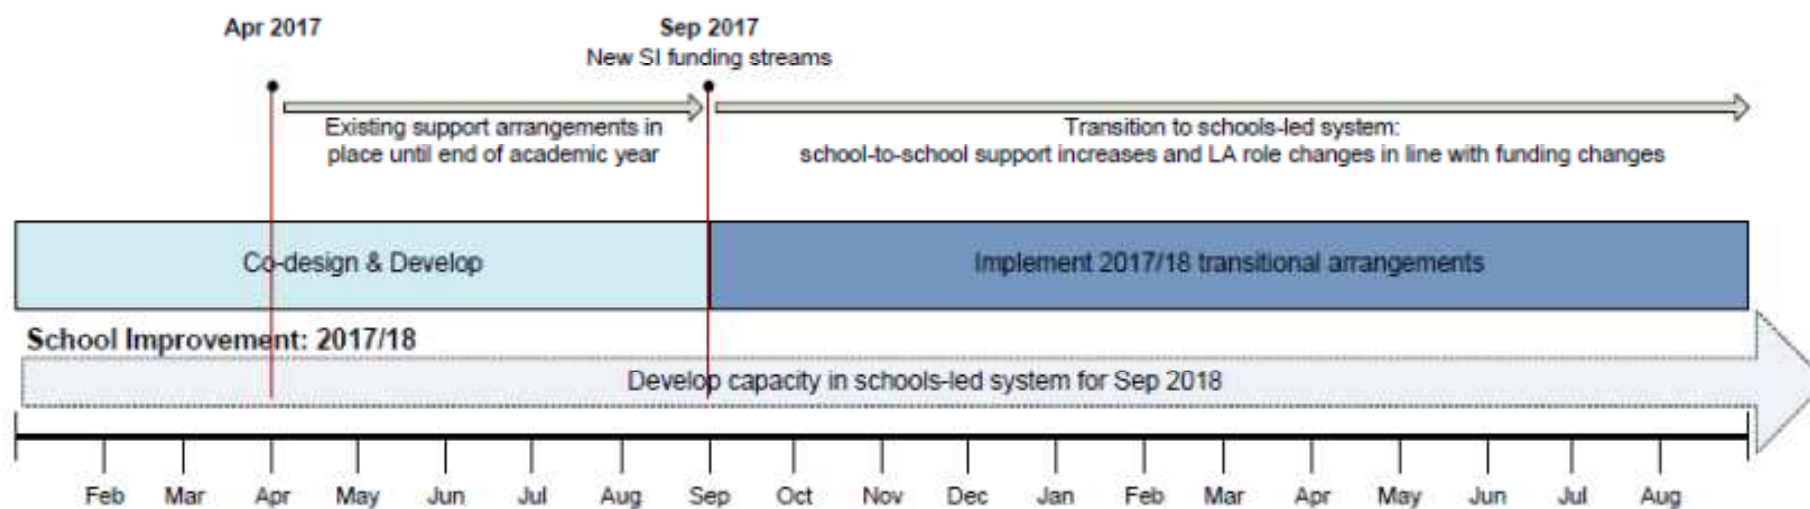 Apr 2017
Sep 2017
New SI funding streams
Existing support arrangements in
place until end of academic year
Transition to schools-led system:
school-to-school support increases and LA role changes in line with funding changes
Co-design & Develop
Implement 2017/18 transitional arrangements
School Improvement: 2017/18
Develop capacity in schools-led system for Sep 2018
Feb Mar Apr May Jun Jul Aug Sep Oct Nov Dec Jan Feb Mar Apr May Jun Jul Aug